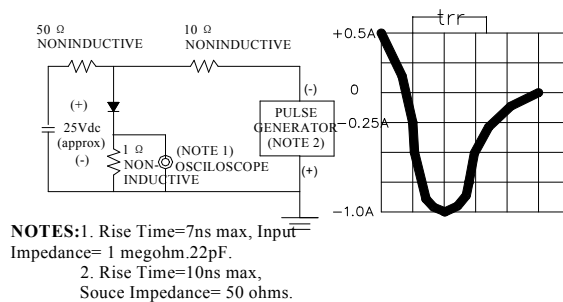 50 Ω
NONINDUCTIVE
10 Ω
NONINDUCTIVE
(+)
25Vdc
(approx)
(-)
1 Ω
NON-
INDUCTIVE
(NOTE 1)
OSCILOSCOPE
(-)
PULSE
GENERATOR
(NOTE 2)
(+)
trr
+0.5A
0
-0.25A
-1.0A
NOTES:1. Rise Time=7ns max, Input
Impedance= 1 megohm.22pF.
2. Rise Time=10ns max,
Souce Impedance= 50 ohms.